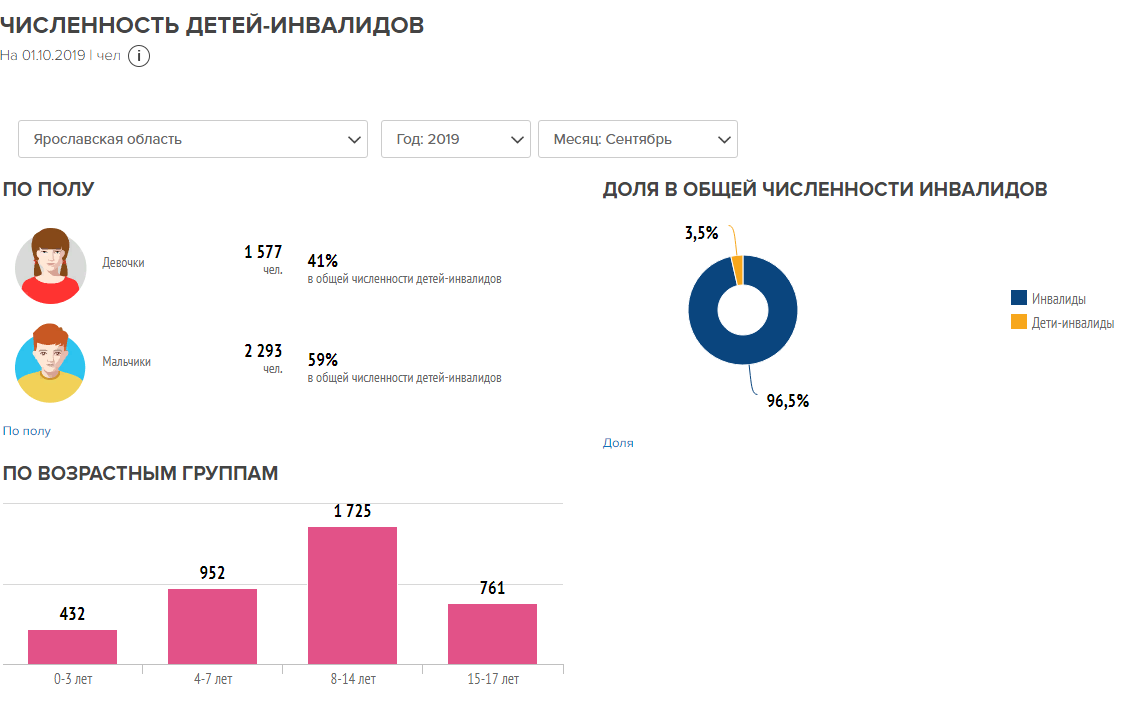 ЧИСЛЕННОСТЬ ДЕТЕЙ-ИНВАЛИДОВ
На 01.10.2019 | чел i
Ярославская область
Год: 2019
Месяц: Сентябрь
ПО ПОЛУ
Девочки
1 577
чел.
41%
в общей численности детей-инвалидов
Мальчики
2 293
чел.
59%
в общей численности детей-инвалидов
По полу
ДОЛЯ В ОБЩЕЙ ЧИСЛЕННОСТИ ИНВАЛИДОВ
3,5%
96,5%
Инвалиды
Дети-инвалиды
Доля
ПО ВОЗРАСТНЫМ ГРУППАМ
432
952
1 725
761
0-3 лет
4-7 лет
8-14 лет
15-17 лет